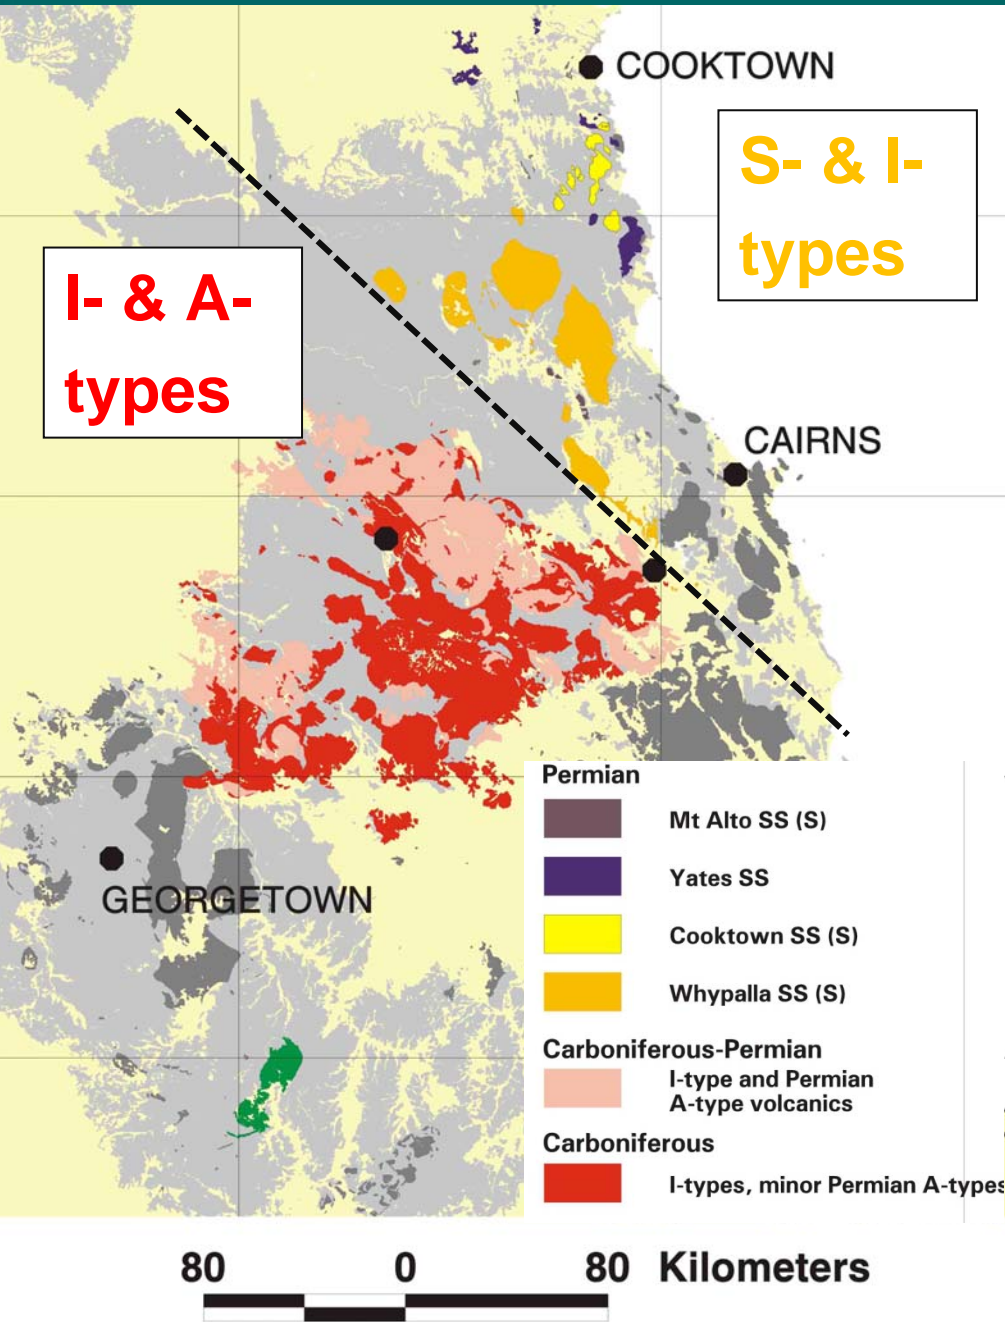 COOKTOWN
S- & I-
types
I- & A-
types
CAIRNS
GEORGETOWN
Permian
Mt Alto SS (S)
Yates SS
Cooktown SS (S)
Whypalla SS (S)
Carboniferous-Permian
I-type and Permian
A-type volcanics
Carboniferous
I-types, minor Permian A-types
80 0 80 Kilometers